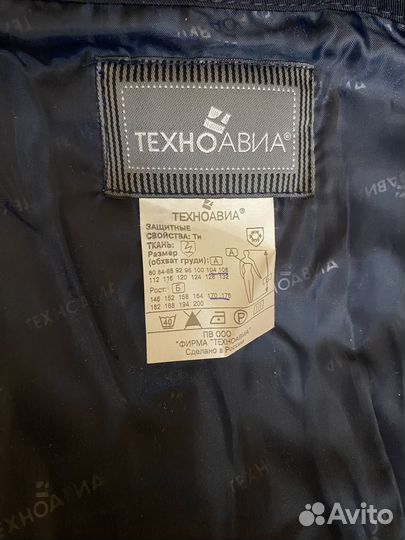 ТЕХНОАВИА®
ТЕХНОАВИА®
ЗАЩИТНЫЕ
СВОЙСТВА: Тн
ТКАНЬ:
Размер
(обхват груди): А
80 84-88 92 96 100 104 108
112 116 120 124 128 132
Рост: Б
146 152 158 164 170 176
182 188 194 200
А
Б
40
ПВ ООО
"ФИРМА "ТЕХНОАВИА"
Сделано в России
ТЕХНОАВИА
Avito